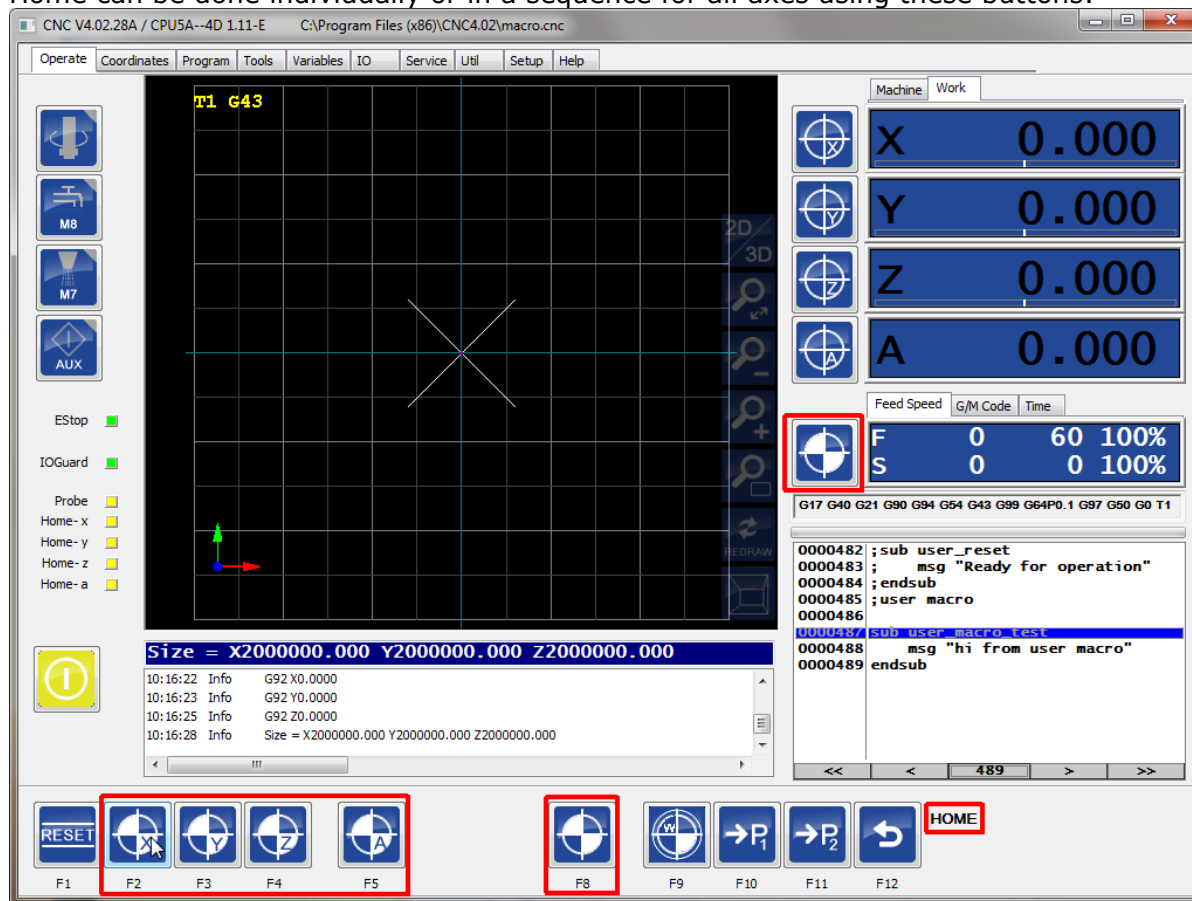 Home can be done individually or in a sequence for all axes using these buttons.
CNC V4.02.28A / CPU5A--4D 1.11-E C:\Program Files (x86)\CNC4.02\macro.cnc
Operate Coordinates Program Tools Variables IO Service Util Setup Help
T1 G43
Machine Work
X 0.000
Y 0.000
Z 0.000
A 0.000
M8
M7
AUX
2D/3D
X
Y
Z
A
EStop
IOGuard
Probe
Home- x
Home- y
Home- z
Home- a
REDRAW
Feed Speed G/M Code Time
F 0 60 100%
S 0 0 100%
G17 G40 G21 G90 G94 G54 G43 G99 G64P0.1 G97 G50 G0 T1
0000482 ;sub user_reset
0000483 ; msg "Ready for operation"
0000484 ;endsub
0000485 ;user macro
0000486
0000487 sub user_macro_test
0000488 msg "hi from user macro"
0000489 endsub
<< < 489 > >>
Size = X2000000.000 Y2000000.000 Z2000000.000
10:16:22 Info G92 X0.0000
10:16:23 Info G92 Y0.0000
10:16:25 Info G92 Z0.0000
10:16:28 Info Size = X2000000.000 Y2000000.000 Z2000000.000
RESET X Y Z A W P1 P2 HOME
F1 F2 F3 F4 F5 F8 F9 F10 F11 F12